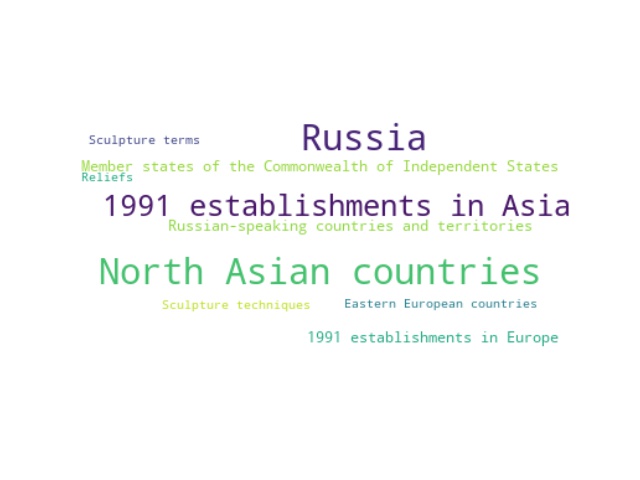 Sculpture terms
Russia
Member states of the Commonwealth of Independent States
Reliefs
1991 establishments in Asia
Russian-speaking countries and territories
North Asian countries
Sculpture techniques
Eastern European countries
1991 establishments in Europe